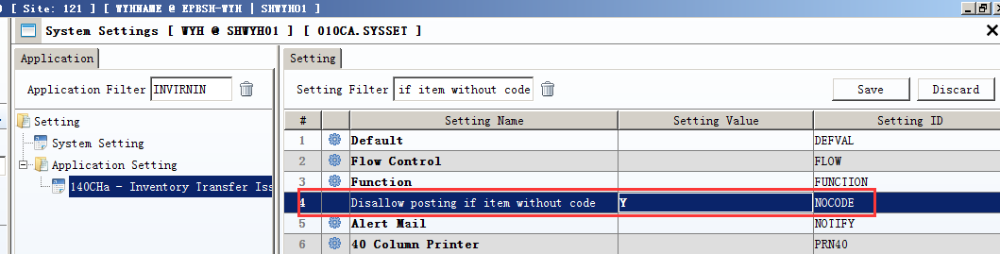 [ Site: 121 ] [ WYHNAME @ EPBSH-WYH | SHWYH01 ]
System Settings [ WYH @ SHWYH01 ] [ 010CA.SYSSET ]
Application
Setting
Application Filter INVTRNIN
Setting Filter if item without code
Save
Discard
Setting
System Setting
Application Setting
140CHa - Inventory Transfer Iss
# Setting Name Setting Value Setting ID
1 Default DEFVAL
2 Flow Control FLOW
3 Function FUNCTION
4 Disallow posting if item without code Y NOCODE
5 Alert Mail NOTIFY
6 40 Column Printer PRN40